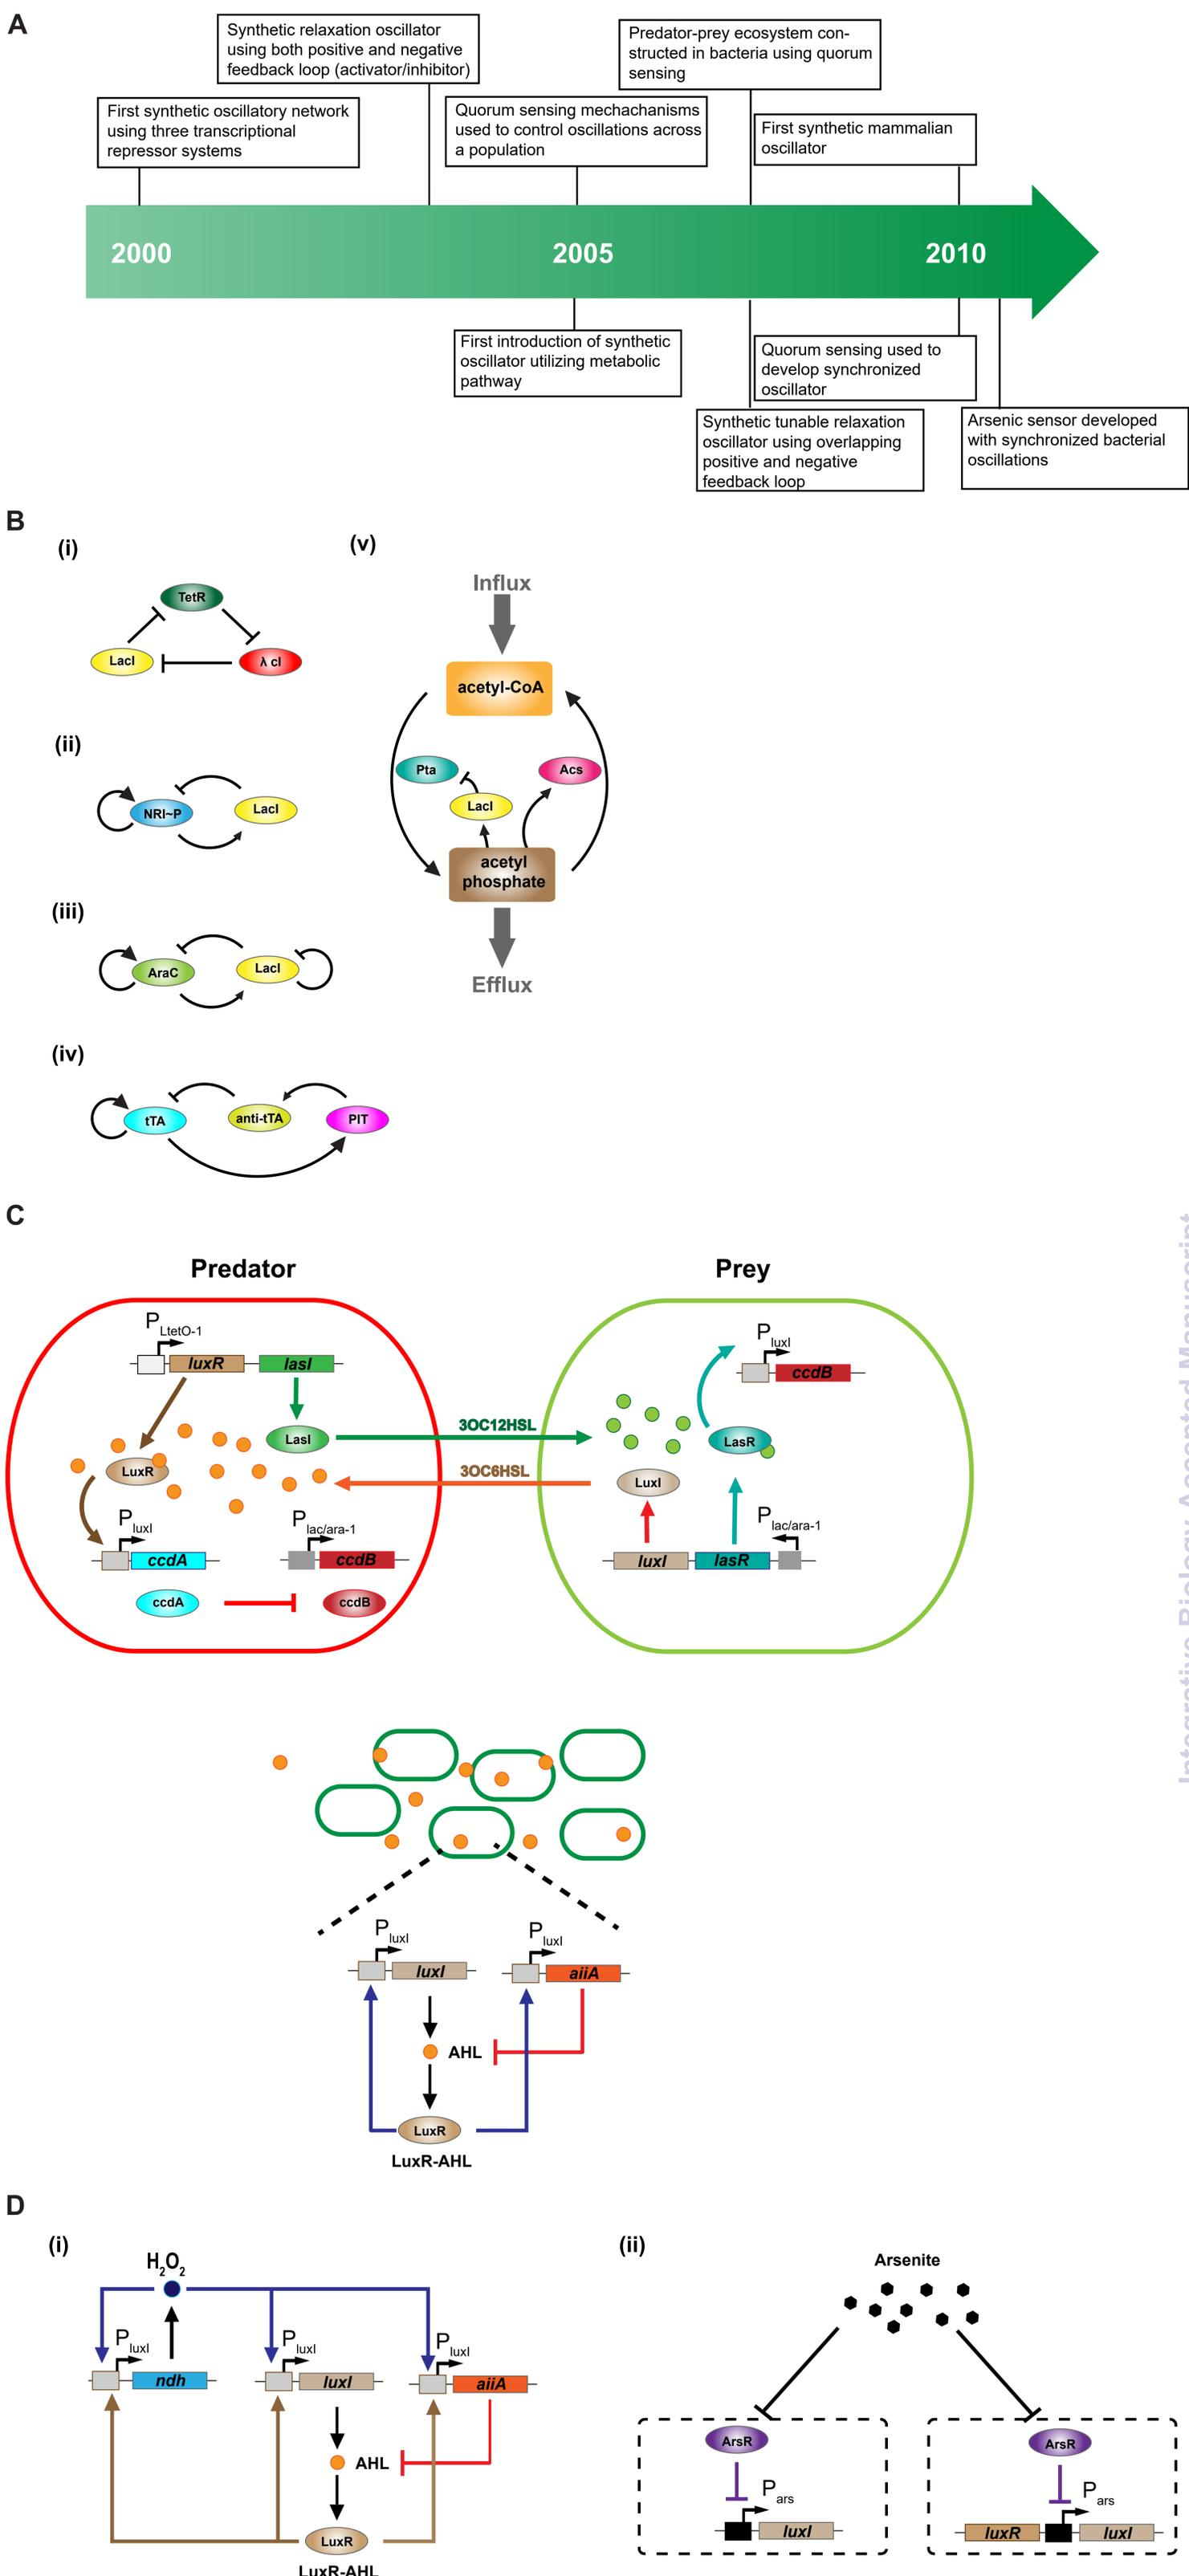 A
Synthetic relaxation oscillator
using both positive and negative
feedback loop (activator/inhibitor)
Predator-prey ecosystem con-
structed in bacteria using quorum
sensing
First synthetic oscillatory network
using three transcriptional
repressor systems
Quorum sensing mechachanisms
used to control oscillations across
a population
First synthetic mammalian
oscillator
2000
2005
2010
First introduction of synthetic
oscillator utilizing metabolic
pathway
Quorum sensing used to
develop synchronized
oscillator
Synthetic tunable relaxation
oscillator using overlapping
positive and negative
feedback loop
Arsenic sensor developed
with synchronized bacterial
oscillations
B
(i)
TetR
LacI
λ cI
(ii)
NRI~P
LacI
(iii)
AraC
LacI
(iv)
tTA
anti-tTA
PIT
(v)
Influx
acetyl-CoA
Pta
Acs
LacI
acetyl
phosphate
Efflux
C
Predator
Prey
PLtetO-1
luxR
lasI
LasI
LuxR
PluxI
ccdA
Plac/ara-1
ccdB
ccdA
ccdB
3OC12HSL
3OC6HSL
PluxI
ccdB
LasR
LuxI
Plac/ara-1
luxI
lasR
Integrative Biology Accepted Manuscript
PluxI
luxI
PluxI
aiiA
AHL
LuxR
LuxR-AHL
D
(i)
H2O2
PluxI
ndh
PluxI
luxI
PluxI
aiiA
AHL
LuxR
LuxR-AHL
(ii)
Arsenite
ArsR
Pars
luxI
ArsR
Pars
luxR
luxI